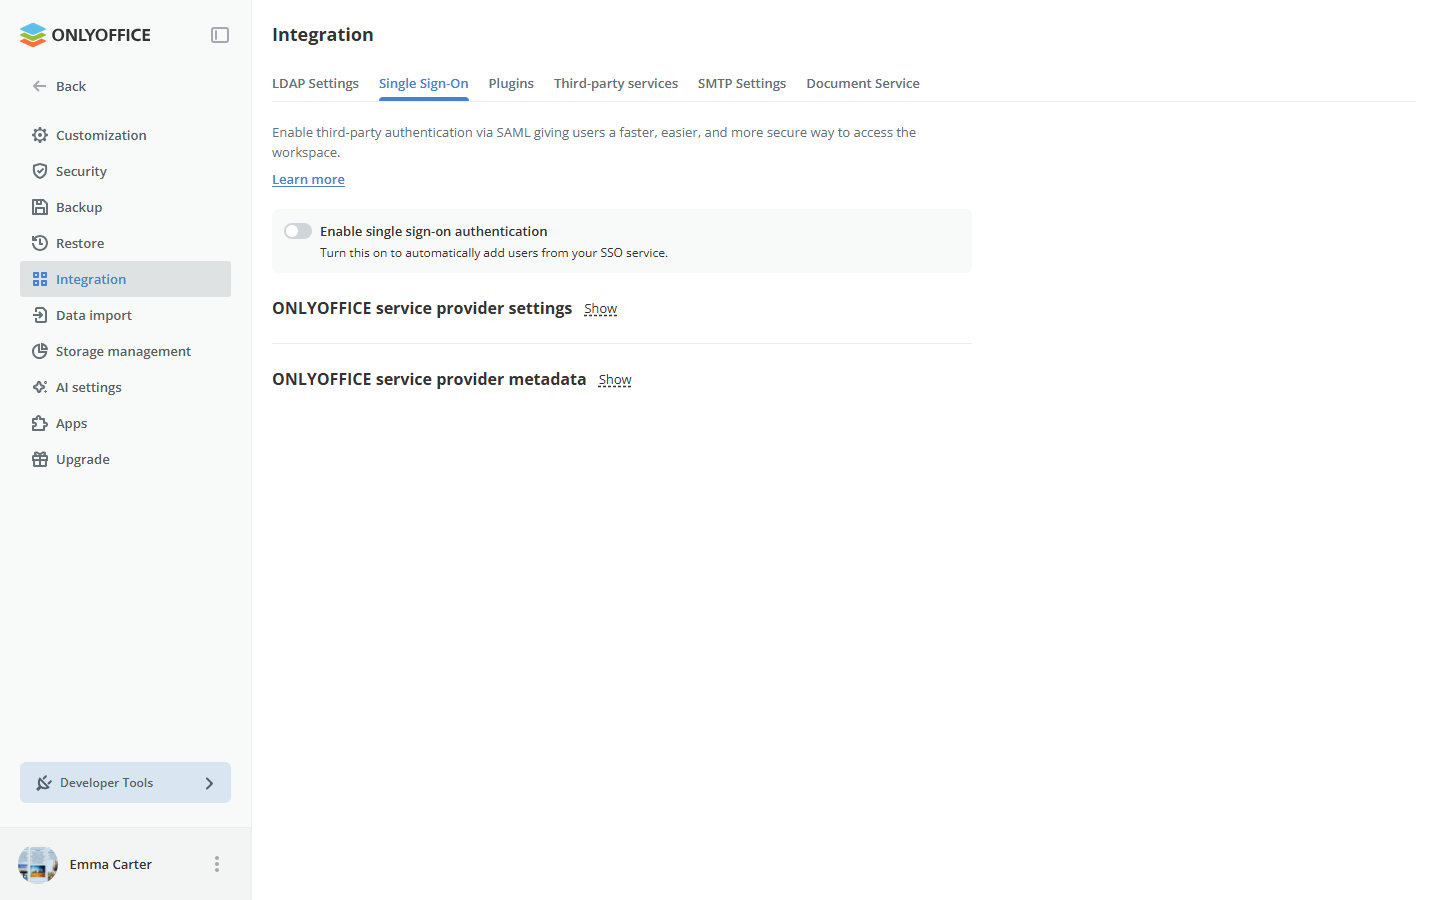 ONLYOFFICE
Back
Customization
Security
Backup
Restore
Integration
Data import
Storage management
AI settings
Apps
Upgrade
Developer Tools
Emma Carter
Integration
LDAP Settings
Single Sign-On
Plugins
Third-party services
SMTP Settings
Document Service
Enable third-party authentication via SAML giving users a faster, easier, and more secure way to access the
workspace.
Learn more
Enable single sign-on authentication
Turn this on to automatically add users from your SSO service.
ONLYOFFICE service provider settings Show
ONLYOFFICE service provider metadata Show